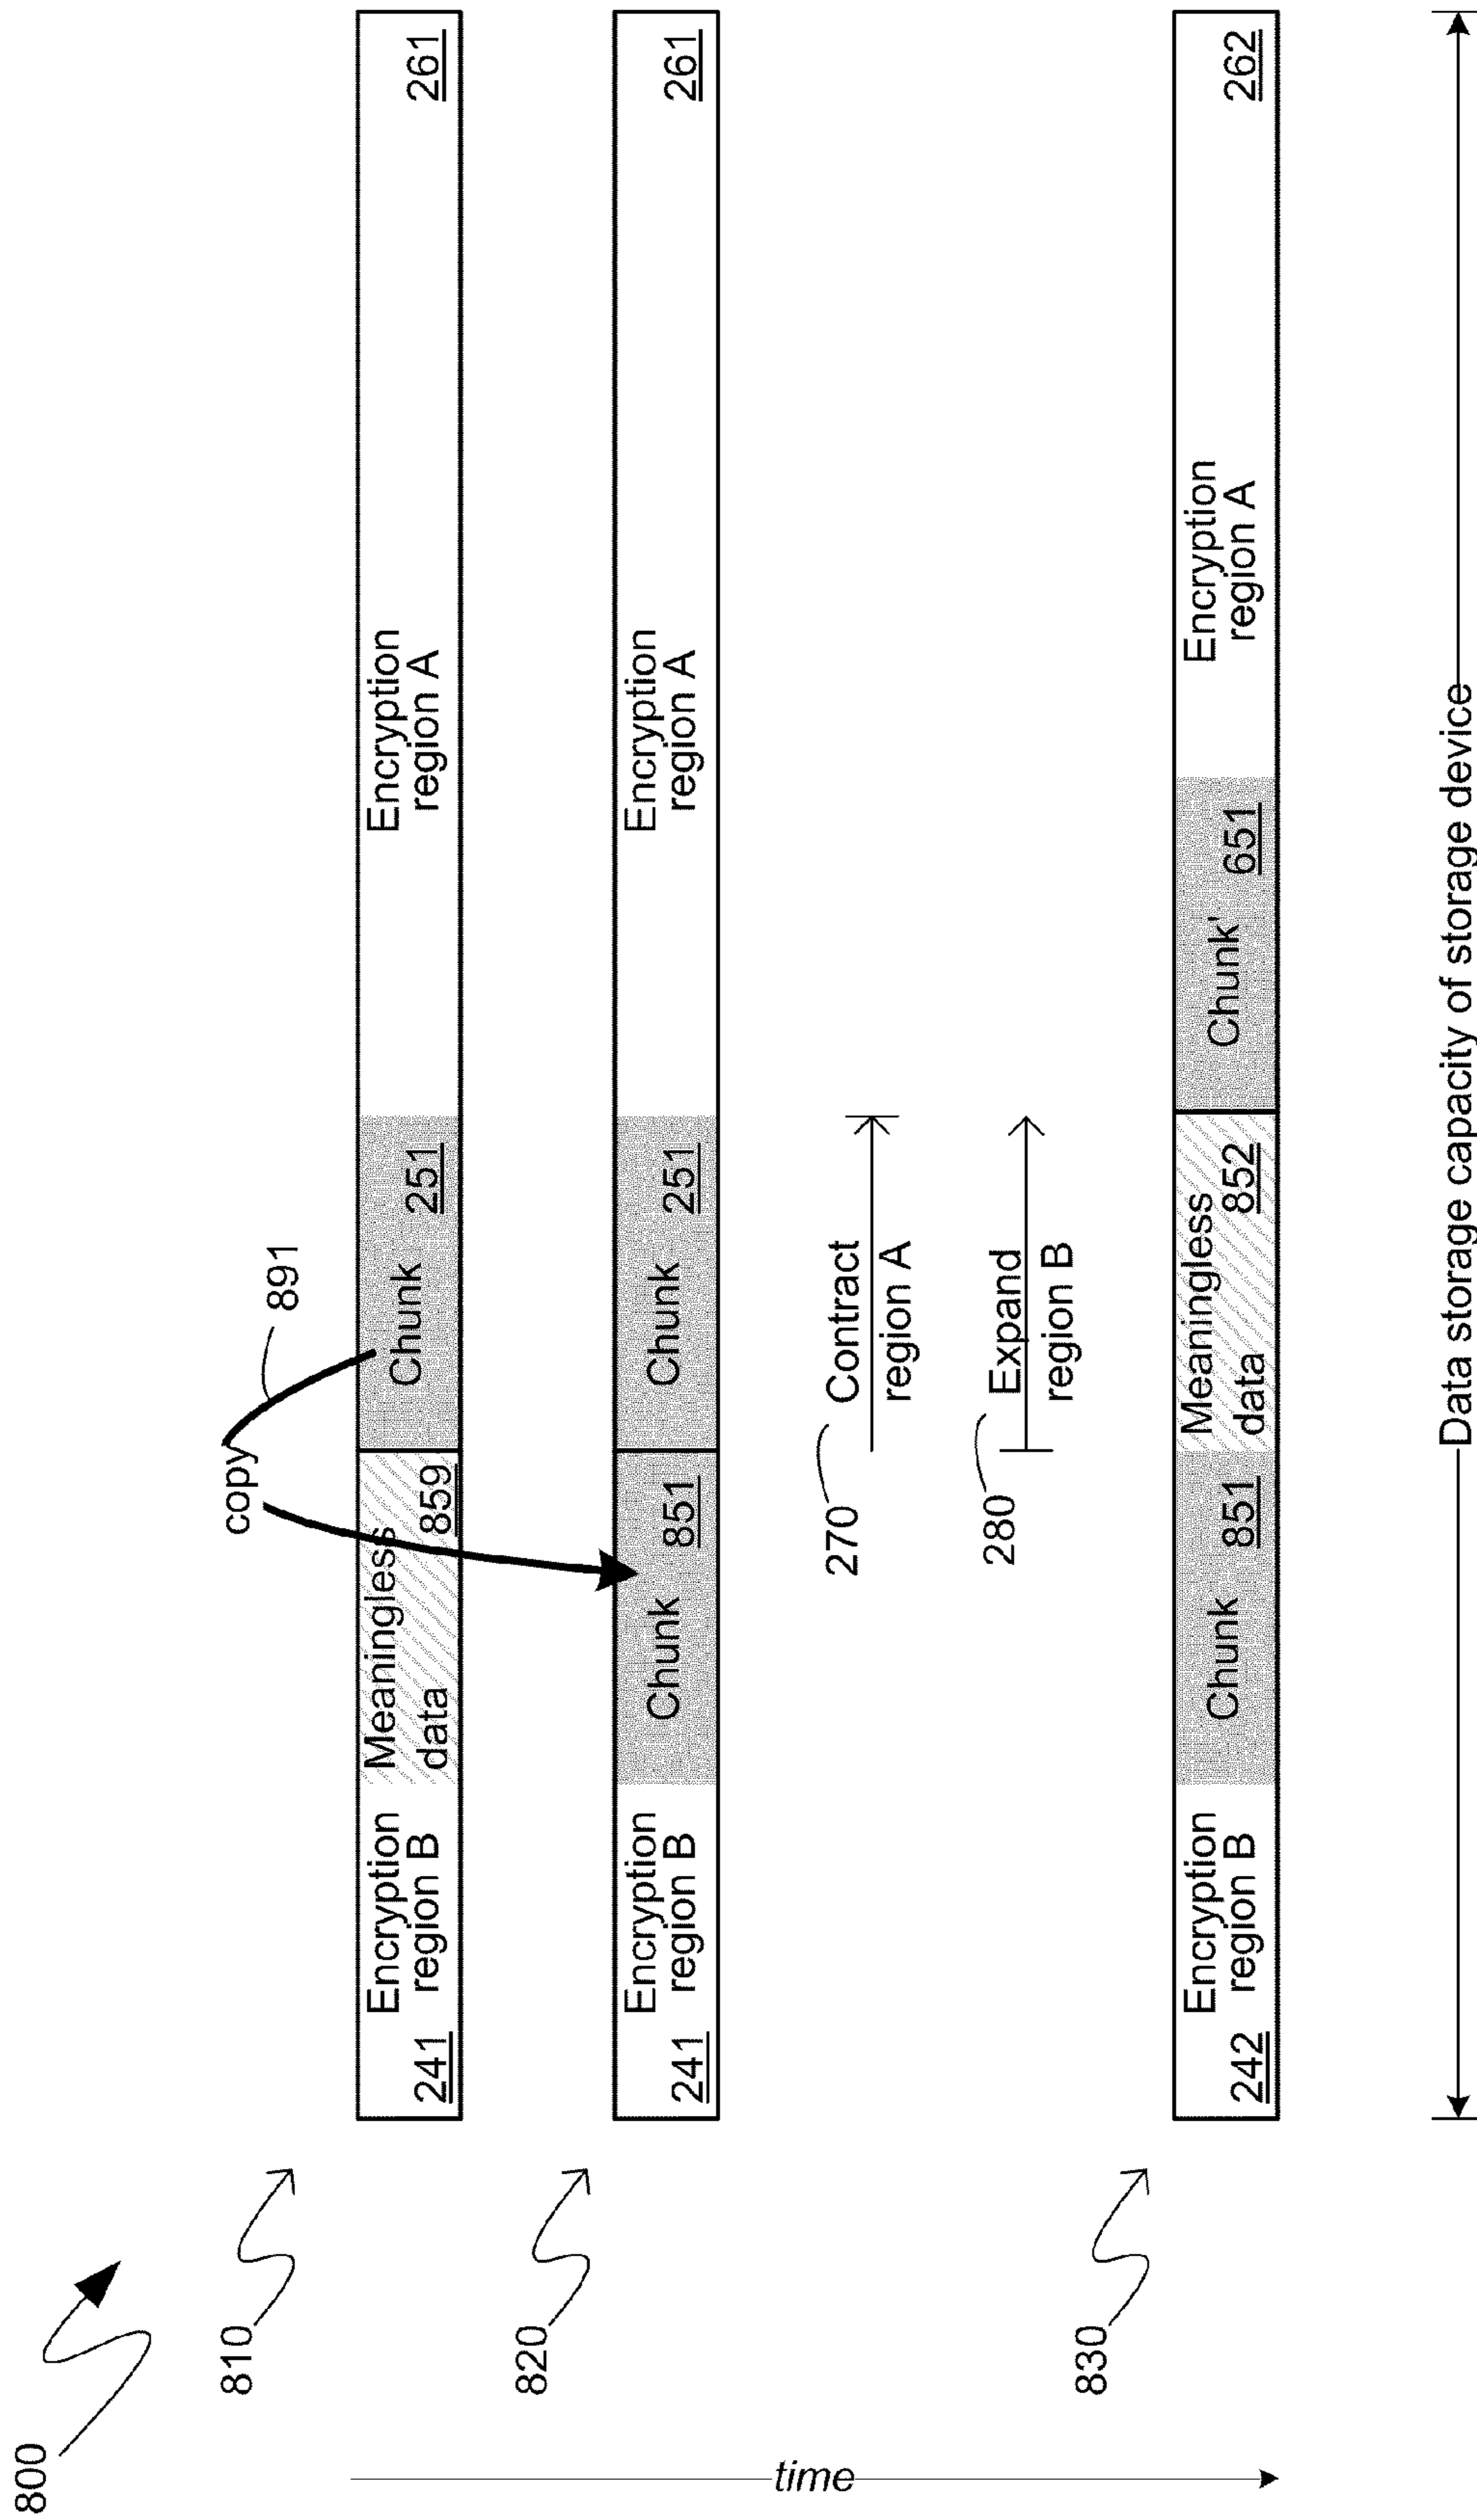 800
810
copy
891
241
Encryption
region B
Meaningless
data
859
Chunk
251
Encryption
region A
261
820
241
Encryption
region B
Chunk
851
Chunk
251
Encryption
region A
261
270
Contract
region A
280
Expand
region B
830
242
Encryption
region B
Chunk
851
Meaningless
data
852
Chunk'
651
Encryption
region A
262
time
Data storage capacity of storage device